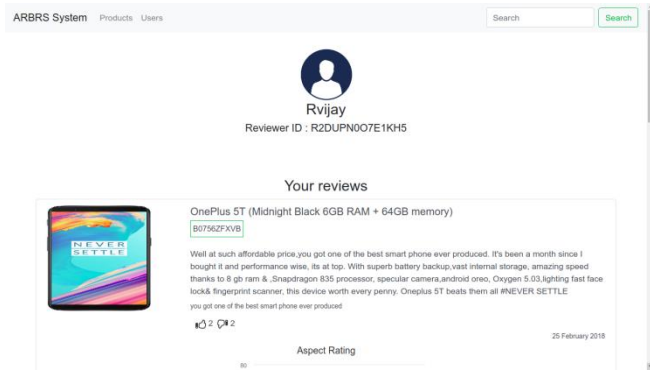 ARBRS System Products Users Search Search
Rvijay
Reviewer ID : R2DUPN0O7E1KH5
Your reviews
NEVER
SETTLE
OnePlus 5T (Midnight Black 6GB RAM + 64GB memory)
B0756ZFXVB
Well at such affordable price,you got one of the best smart phone ever produced. It's been a month since I
bought it and performance wise, its at top. With superb battery backup,vast internal storage, amazing speed
thanks to 8 gb ram & ,Snapdragon 835 processor, specular camera,android oreo, Oxygen 5.03,lighting fast face
lock& fingerprint scanner, this device worth every penny. Oneplus 5T beats them all #NEVER SETTLE
you got one of the best smart phone ever produced
2 2
25 February 2018
Aspect Rating
80